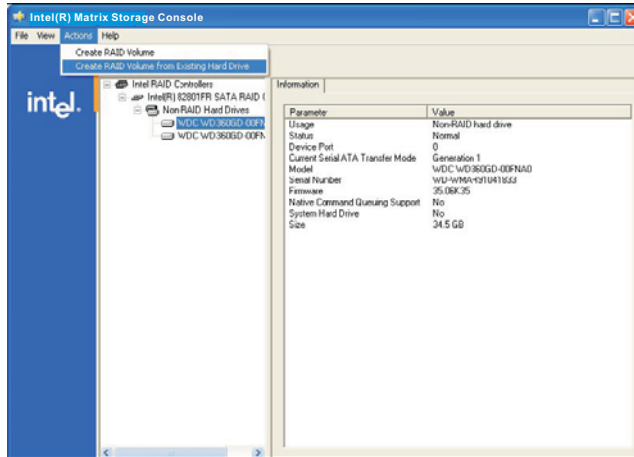 Intel(R) Matrix Storage Console
File View Actions Help
Create RAID Volume
Create RAID Volume from Existing Hard Drive
intel.
Intel RAID Controllers
Intel(R) 82801FR SATA RAID (
Non-RAID Hard Drives
WDC WD360GD-00FN
WDC WD360GD-00FN
Information
Parameter Value
Usage Non-RAID hard drive
Status Normal
Device Port 0
Current Serial ATA Transfer Mode Generation 1
Model WDC WD360GD-00FNA0
Serial Number
Firmware 35.06K35
Native Command Queuing Support No
System Hard Drive No
Size 34.5 GB